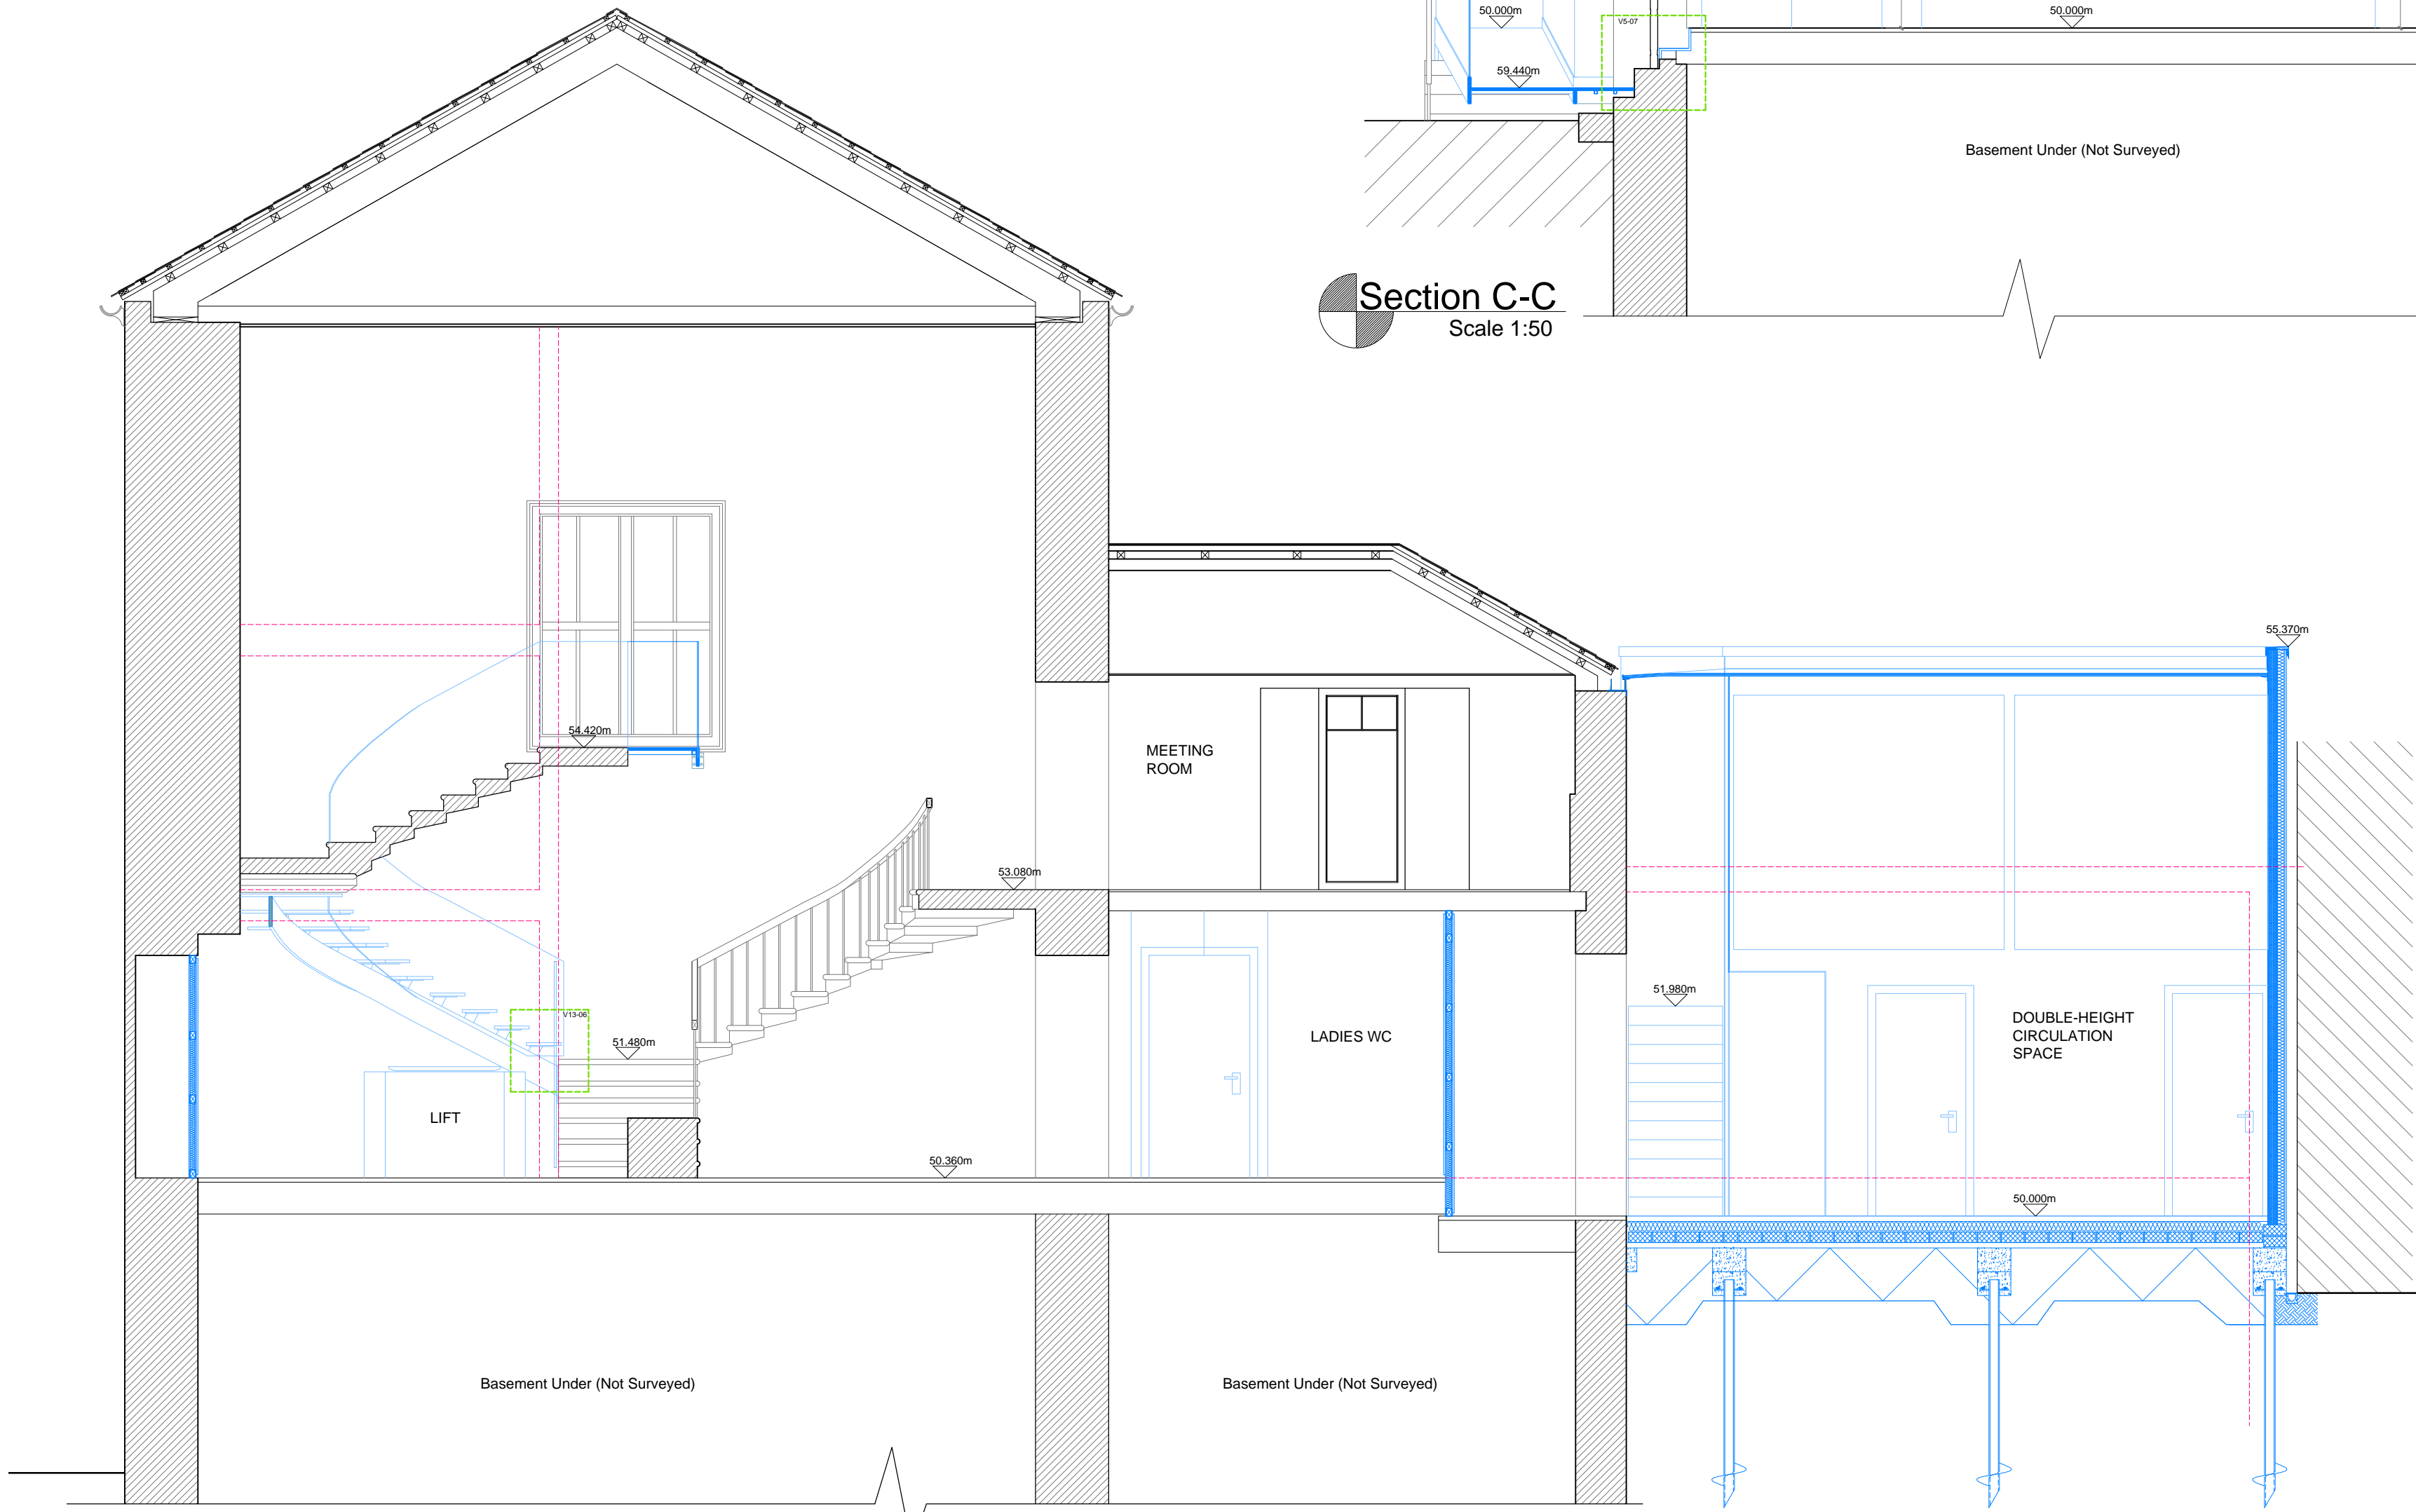 50.000m
V5-07
50.000m
59.440m
Basement Under (Not Surveyed)
Section C-C
Scale 1:50
55.370m
54.420m
MEETING
ROOM
53.080m
51.980m
V13-06
DOUBLE-HEIGHT
CIRCULATION
SPACE
51.480m
LADIES WC
LIFT
50.360m
50.000m
Basement Under (Not Surveyed)
Basement Under (Not Surveyed)